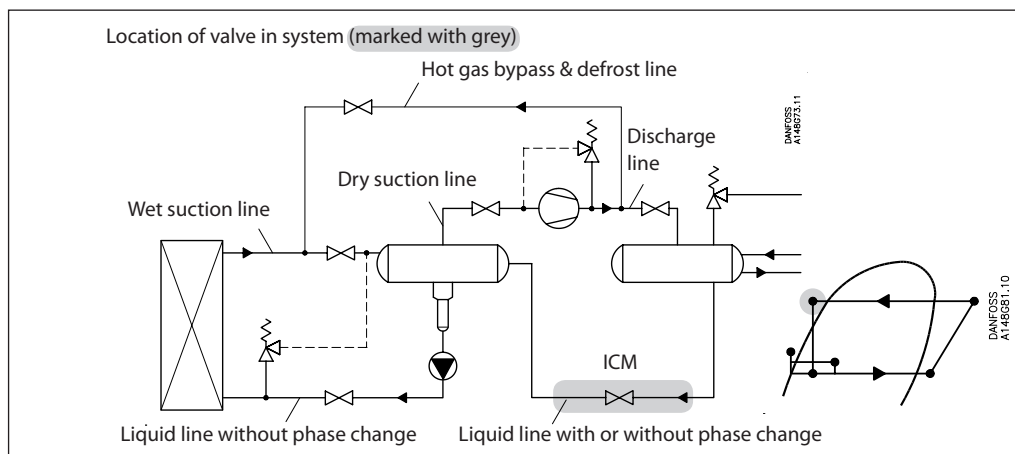 Location of valve in system (marked with grey)
Hot gas bypass & defrost line
DANFOSS
A148G73.11
Discharge
line
Dry suction line
Wet suction line
DANFOSS
A148G81.10
ICM
Liquid line without phase change
Liquid line with or without phase change